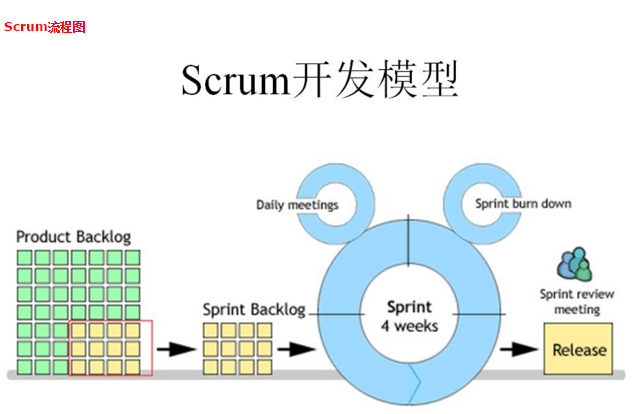 Scrum流程图
Scrum开发模型
Daily meetings
Sprint burn down
Product Backlog
Sprint Backlog
Sprint
4 weeks
Sprint review
meeting
Release